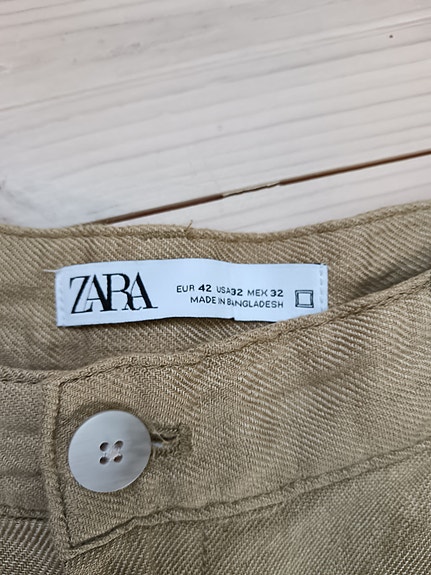 ZARA
EUR 42 USA 32 MEX 32
MADE IN BANGLADESH